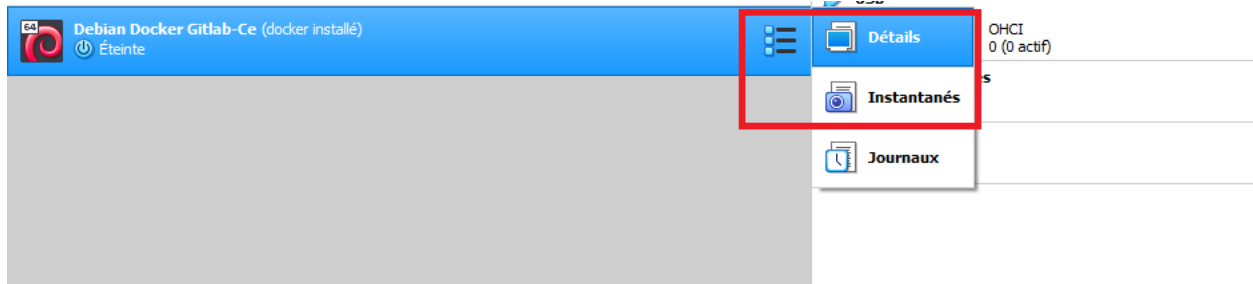 64
Debian Docker Gitlab-Ce (docker installé)
Éteinte
Détails
OHCI
0 (0 actif)
Instantanés
Journaux